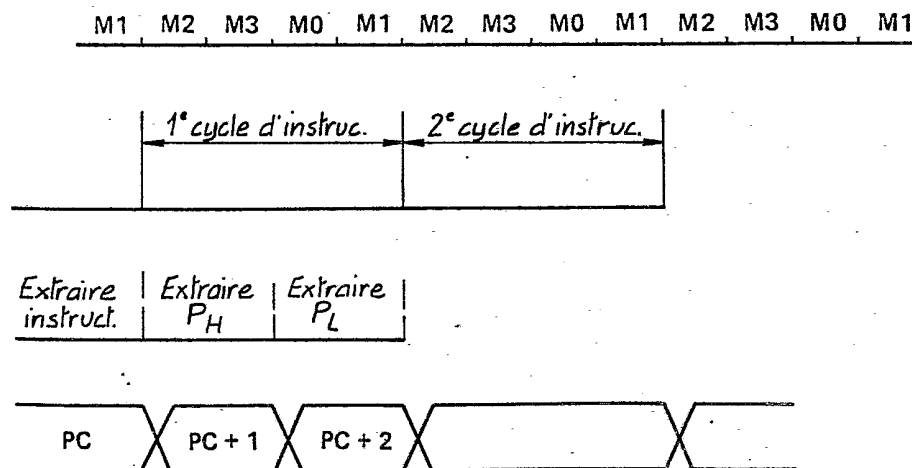 M1 M2 M3 M0 M1 M2 M3 M0 M1 M2 M3 M0 M1
1e cycle d'instruc. 2e cycle d'instruc.
Extraire Extraire Extraire
instruct. PH PL
PC PC + 1 PC + 2